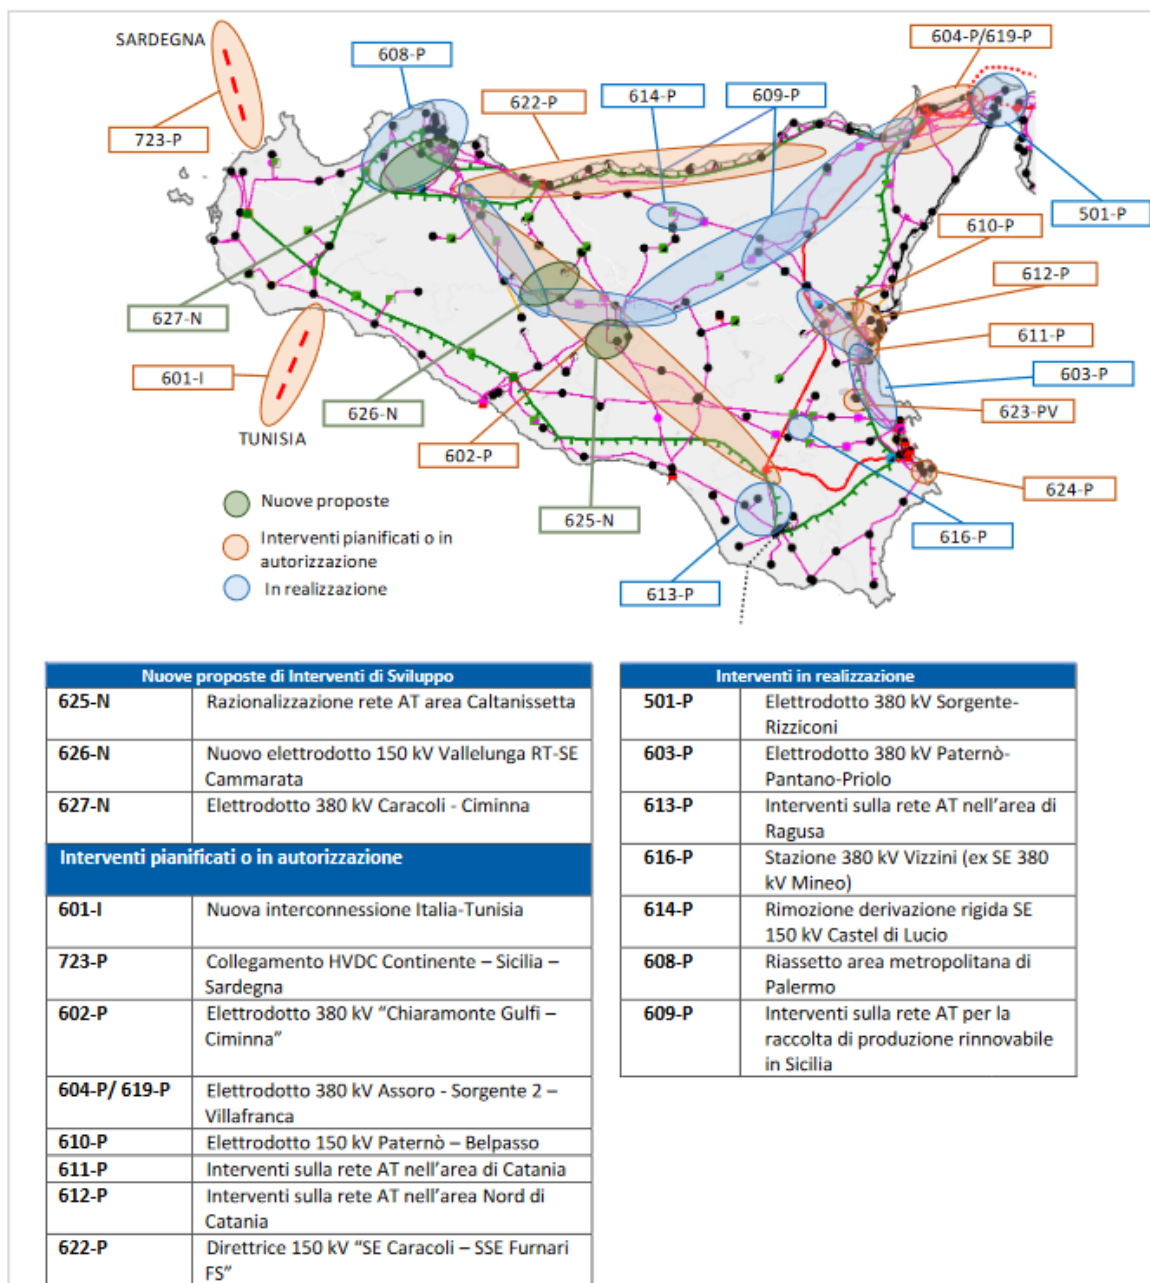 SARDEGNA
608-P
604-P/619-P
622-P
614-P
609-P
723-P
501-P
610-P
612-P
627-N
611-P
601-I
603-P
626-N
623-PV
TUNISIA
602-P
624-P
625-N
616-P
613-P
Nuove proposte
Interventi pianificati o in
autorizzazione
In realizzazione
Nuove proposte di Interventi di Sviluppo
625-N Razionalizzazione rete AT area Caltanissetta
626-N Nuovo elettrodotto 150 kV Vallelunga RT-SE
Cammarata
627-N Elettrodotto 380 kV Caracoli - Ciminna
Interventi pianificati o in autorizzazione
601-I Nuova interconnessione Italia-Tunisia
723-P Collegamento HVDC Continente – Sicilia –
Sardegna
602-P Elettrodotto 380 kV “Chiaramonte Gulfi –
Ciminna”
604-P/ 619-P Elettrodotto 380 kV Assoro - Sorgente 2 –
Villafranca
610-P Elettrodotto 150 kV Paternò – Belpasso
611-P Interventi sulla rete AT nell’area di Catania
612-P Interventi sulla rete AT nell’area Nord di
Catania
622-P Direttrice 150 kV “SE Caracoli – SSE Furnari
FS”
Interventi in realizzazione
501-P Elettrodotto 380 kV Sorgente-
Rizziconi
603-P Elettrodotto 380 kV Paternò-
Pantano-Priolo
613-P Interventi sulla rete AT nell’area di
Ragusa
616-P Stazione 380 kV Vizzini (ex SE 380
kV Mineo)
614-P Rimozione derivazione rigida SE
150 kV Castel di Lucio
608-P Riassetto area metropolitana di
Palermo
609-P Interventi sulla rete AT per la
raccolta di produzione rinnovabile
in Sicilia